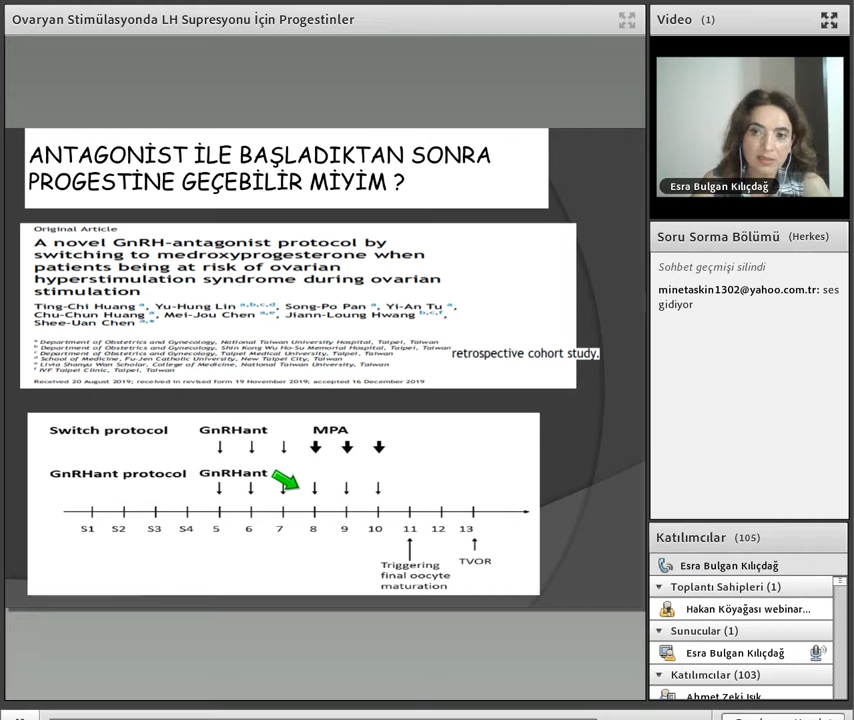 Ovaryan Stimülasyonda LH Supresyonu İçin Progestinler
ANTAGONİST İLE BAŞLADIKTAN SONRA
PROGESTİNE GEÇEBİLİR MİYİM ?
Original Article
A novel GnRH-antagonist protocol by
switching to medroxyprogesterone when
patients being at risk of ovarian
hyperstimulation syndrome during ovarian
stimulation
Ting-Chi Huang a, Yu-Hung Lin a,b,c,d, Song-Po Pan a, Yi-An Tu a,
Chu-Chun Huang a, Mei-Jou Chen a,e, Jiann-Loung Hwang b,c,f,
Shee-Uan Chen a,*
a Department of Obstetrics and Gynecology, National Taiwan University Hospital, Taipei, Taiwan
b Department of Obstetrics and Gynecology, Shin Kong Wu Ho-Su Memorial Hospital, Taipei, Taiwan
c Department of Obstetrics and Gynecology, Taipei Medical University, Taipei, Taiwan
d School of Medicine, Fu-Jen Catholic University, New Taipei City, Taiwan
e Livia Shangyu Wan Scholar, College of Medicine, National Taiwan University, Taiwan
f IVF Taipei Clinic, Taipei, Taiwan
retrospective cohort study.
Received 20 August 2019; received in revised form 19 November 2019; accepted 16 December 2019
Switch protocol GnRHant MPA
GnRHant protocol GnRHant
S1 S2 S3 S4 5 6 7 8 9 10 11 12 13
Triggering
final oocyte
maturation
TVOR
Video (1)
Esra Bulgan Kılıçdağ
Soru Sorma Bölümü (Herkes)
Sohbet geçmişi silindi
minetaskin1302@yahoo.com.tr: ses
gidiyor
Katılımcılar (105)
Esra Bulgan Kılıçdağ
Toplantı Sahipleri (1)
Hakan Köyağası webinar...
Sunucular (1)
Esra Bulgan Kılıçdağ
Katılımcılar (103)
Ahmet Zeki Işık